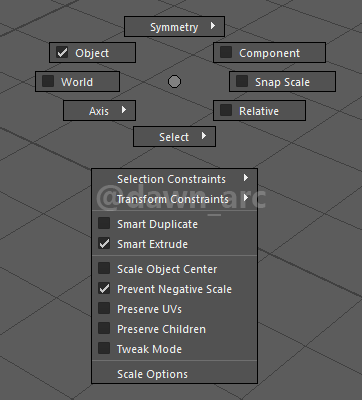 Symmetry
Object
Component
World
Snap Scale
Axis
Relative
Select
Selection Constraints
Transform Constraints
@dawn_arc
Smart Duplicate
Smart Extrude
Scale Object Center
Prevent Negative Scale
Preserve UVs
Preserve Children
Tweak Mode
Scale Options